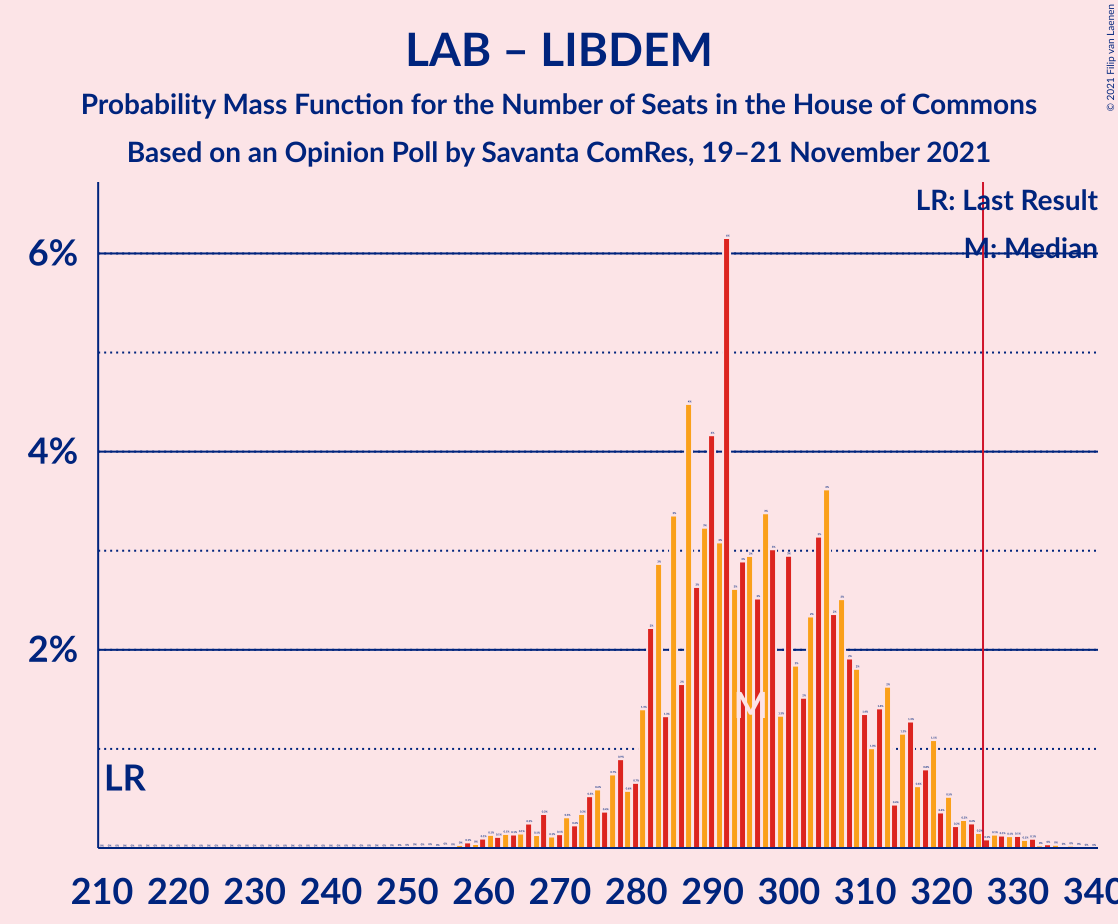 LAB – LIBDEM
Probability Mass Function for the Number of Seats in the House of Commons
Based on an Opinion Poll by Savanta ComRes, 19–21 November 2021
© 2021 Filip van Laenen
LR: Last Result
M: Median
6%
4%
2%
M
LR
210 220 230 240 250 260 270 280 290 300 310 320 330 340